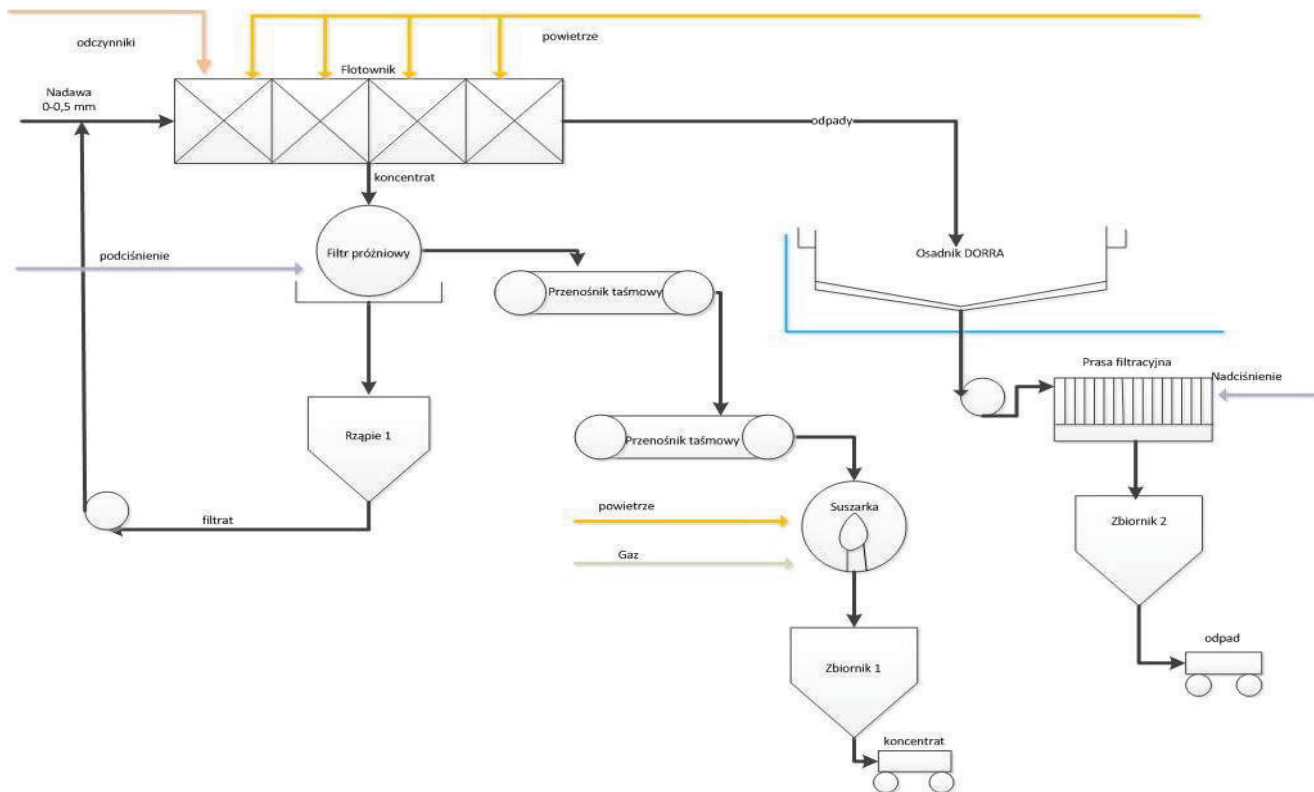 odczynniki
powietrze
Flotownik
Nadawa
0-0,5 mm
odpady
koncentrat
podciśnienie
Filtr próżniowy
Osadnik DORRA
Przenośnik taśmowy
Prasa filtracyjna
Nadciśnienie
Rząpie 1
Przenośnik taśmowy
filtrat
powietrze
Suszarka
Zbiornik 2
Gaz
odpad
Zbiornik 1
koncentrat